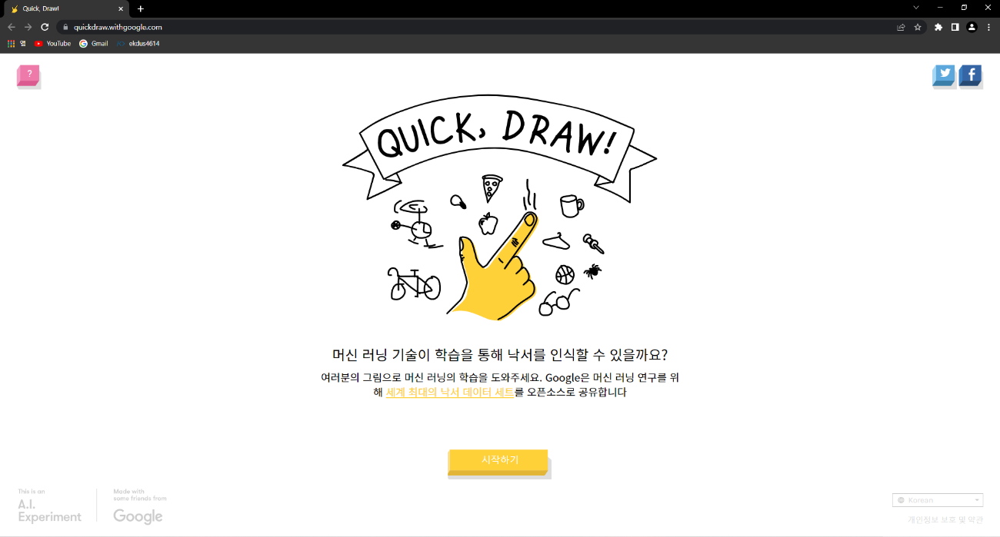 Quick, Draw!
quickdraw.withgoogle.com
앱 YouTube Gmail ekdus4614
?
QUICK, DRAW!
머신 러닝 기술이 학습을 통해 낙서를 인식할 수 있을까요?
여러분의 그림으로 머신 러닝의 학습을 도와주세요. Google은 머신 러닝 연구를 위
해 세계 최대의 낙서 데이터 세트를 오픈소스로 공유합니다
시작하기
This is an
A.I.
Experiment
Made with
some friends from
Google
Korean
개인정보 보호 및 약관